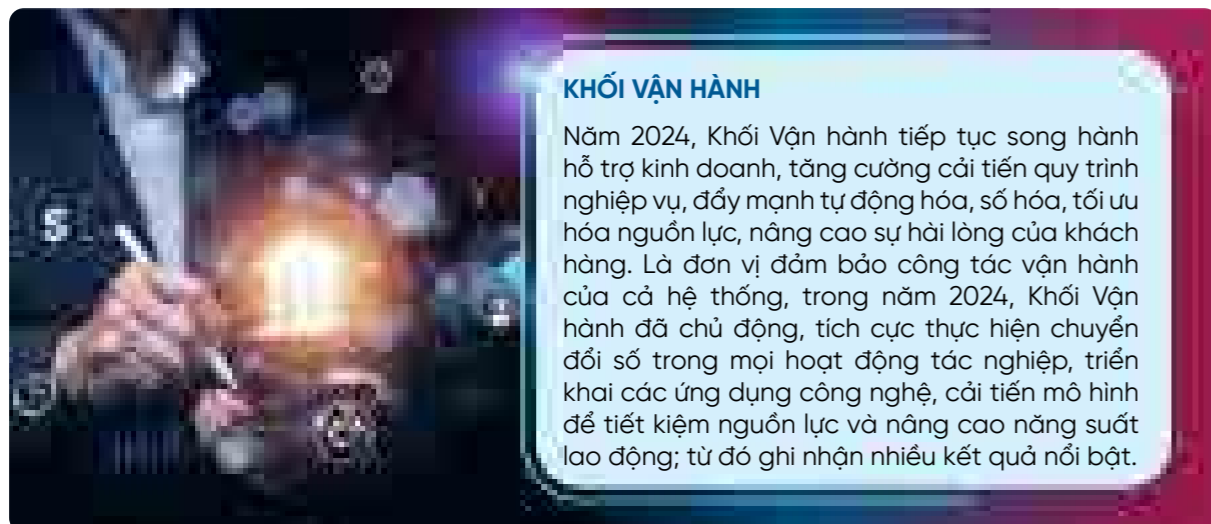 KHỐI VẬN HÀNH
Năm 2024, Khối Vận hành tiếp tục song hành
hỗ trợ kinh doanh, tăng cường cải tiến quy trình
nghiệp vụ, đẩy mạnh tự động hóa, số hóa, tối ưu
hóa nguồn lực, nâng cao sự hài lòng của khách
hàng. Là đơn vị đảm bảo công tác vận hành
của cả hệ thống, trong năm 2024, Khối Vận
hành đã chủ động, tích cực thực hiện chuyển
đổi số trong mọi hoạt động tác nghiệp, triển
khai các ứng dụng công nghệ, cải tiến mô hình
để tiết kiệm nguồn lực và nâng cao năng suất
lao động; từ đó ghi nhận nhiều kết quả nổi bật.